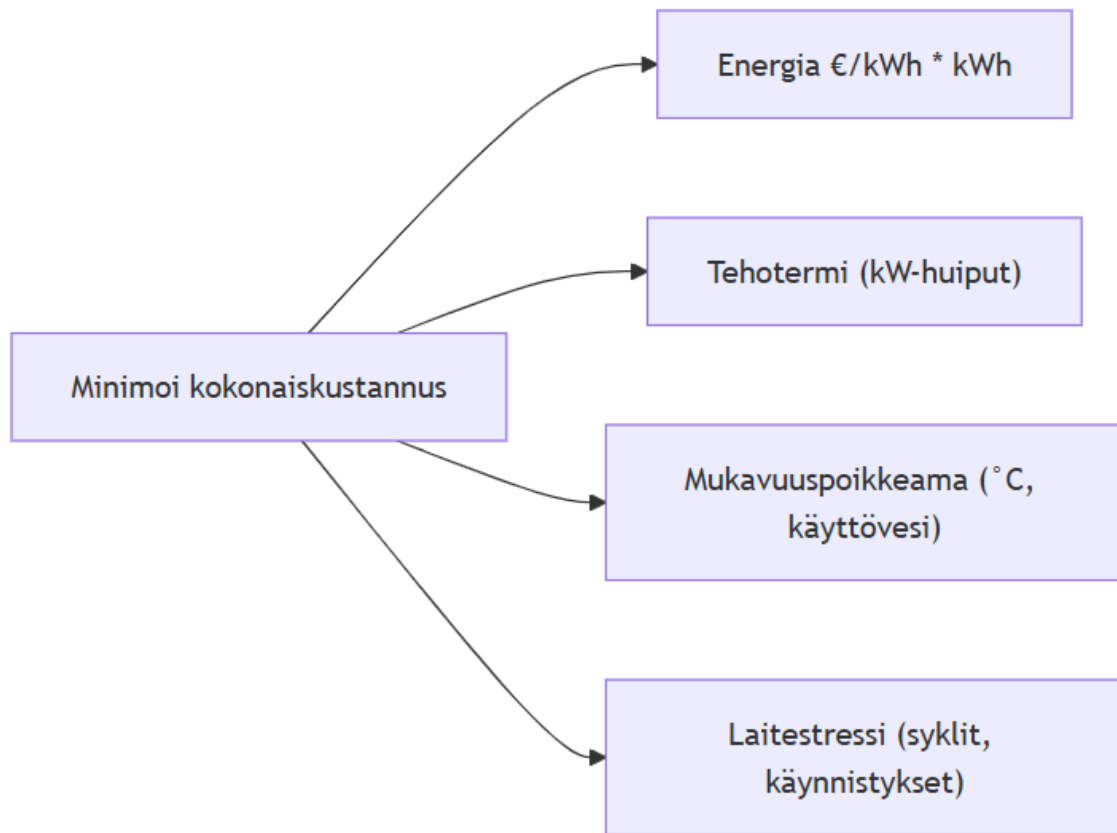 Energia €/kWh * kWh
Tehotermi (kW-huiput)
Minimoi kokonaiskustannus
Mukavuuspoikkeama (°C,
käyttövesi)
Laitestressi (syklit,
käynnistykset)